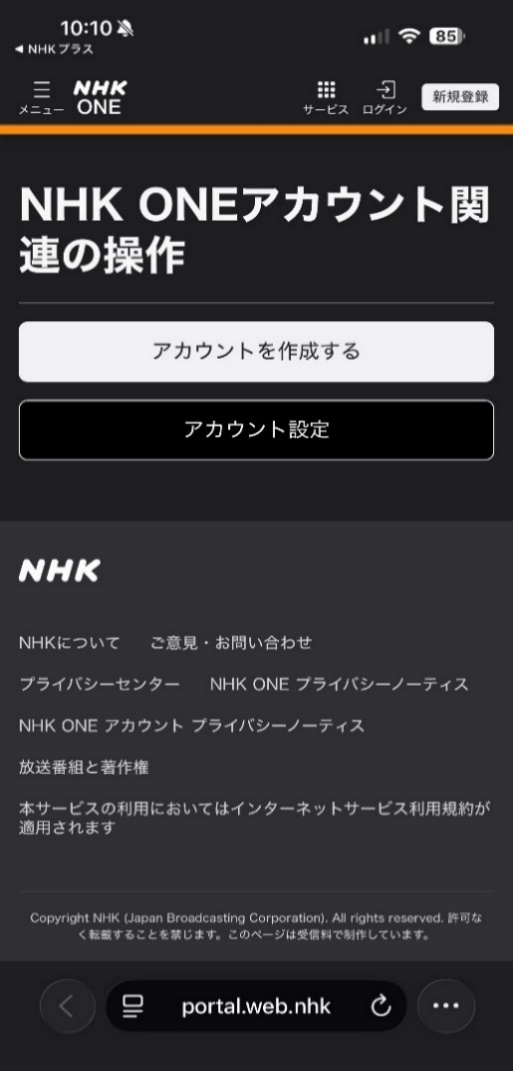 10:10
85
◀ NHKプラス
NHK
ONE
メニュー
サービス
ログイン
新規登録
NHK ONEアカウント関
連の操作
アカウントを作成する
アカウント設定
NHK
NHKについて ご意見・お問い合わせ
プライバシーセンター NHK ONE プライバシーノーティス
NHK ONE アカウント プライバシーノーティス
放送番組と著作権
本サービスの利用においてはインターネットサービス利用規約が
適用されます
Copyright NHK (Japan Broadcasting Corporation). All rights reserved. 許可な
く転載することを禁じます。このページは受信料で制作しています。
portal.web.nhk